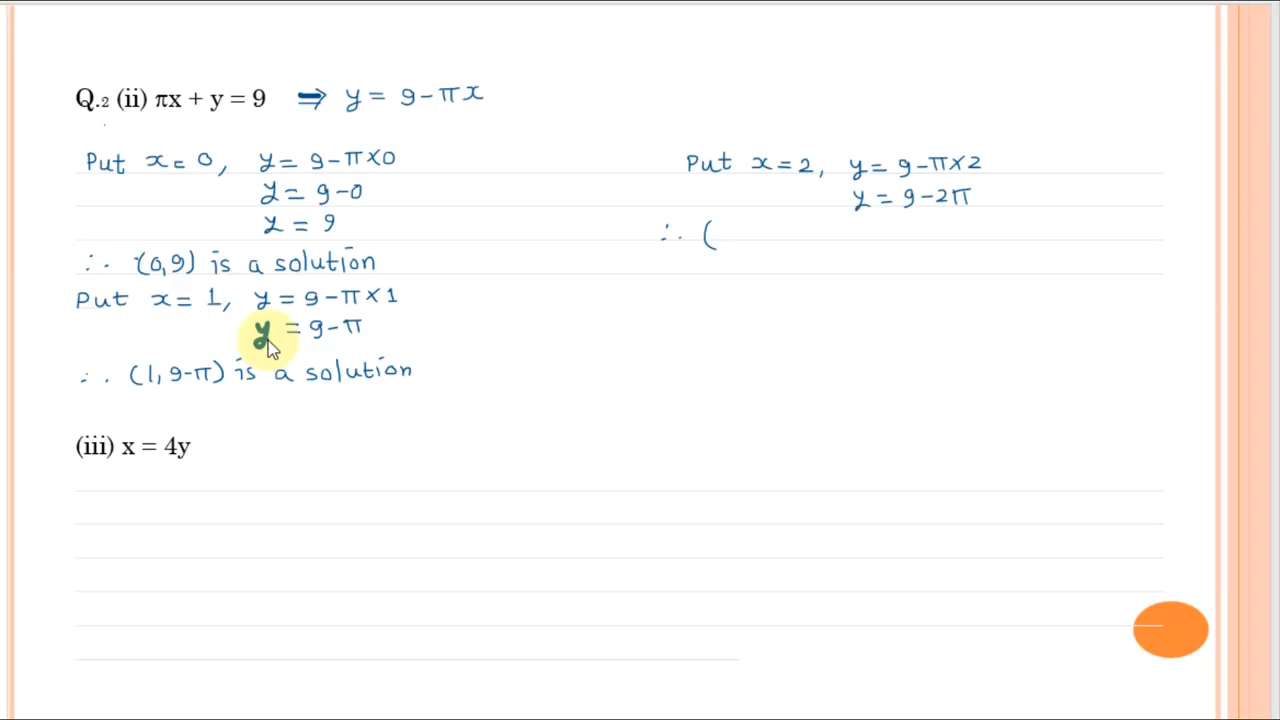 Q.2 (ii) πx + y = 9 ⇒ y = 9-πx
Put x=0, y= 9-π×0
y= 9-0
y = 9
∴ (0,9) is a solution
Put x= 1, y = 9-π×1
y = 9-π
∴ (1,9-π) is a solution
Put x=2, y= 9-π×2
y = 9-2π
∴ (
(iii) x = 4y